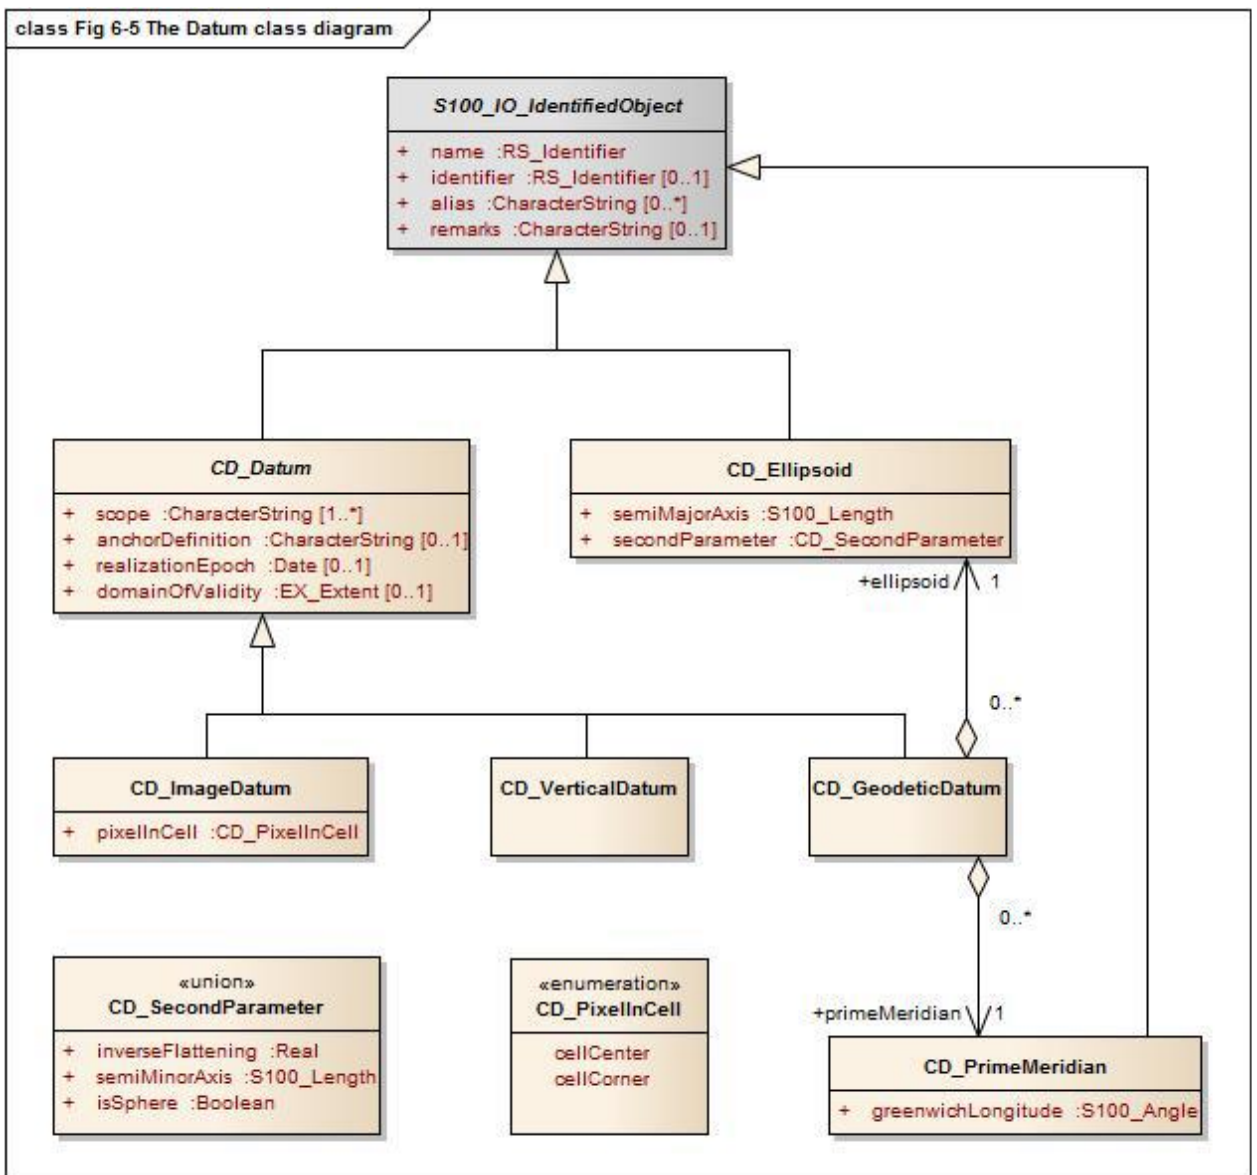 class Fig 6-5 The Datum class diagram
S100_IO_IdentifiedObject
+ name :RS_Identifier
+ identifier :RS_Identifier [0..1]
+ alias :CharacterString [0..*]
+ remarks :CharacterString [0..1]
CD_Datum
+ scope :CharacterString [1..*]
+ anchorDefinition :CharacterString [0..1]
+ realizationEpoch :Date [0..1]
+ domainOfValidity :EX_Extent [0..1]
CD_Ellipsoid
+ semiMajorAxis :S100_Length
+ secondParameter :CD_SecondParameter
+ellipsoid 1
0..*
CD_ImageDatum
+ pixelInCell :CD_PixelInCell
CD_VerticalDatum
CD_GeodeticDatum
0..*
+primeMeridian 1
«union»
CD_SecondParameter
+ inverseFlattening :Real
+ semiMinorAxis :S100_Length
+ isSphere :Boolean
«enumeration»
CD_PixelInCell
cellCenter
cellCorner
CD_PrimeMeridian
+ greenwichLongitude :S100_Angle